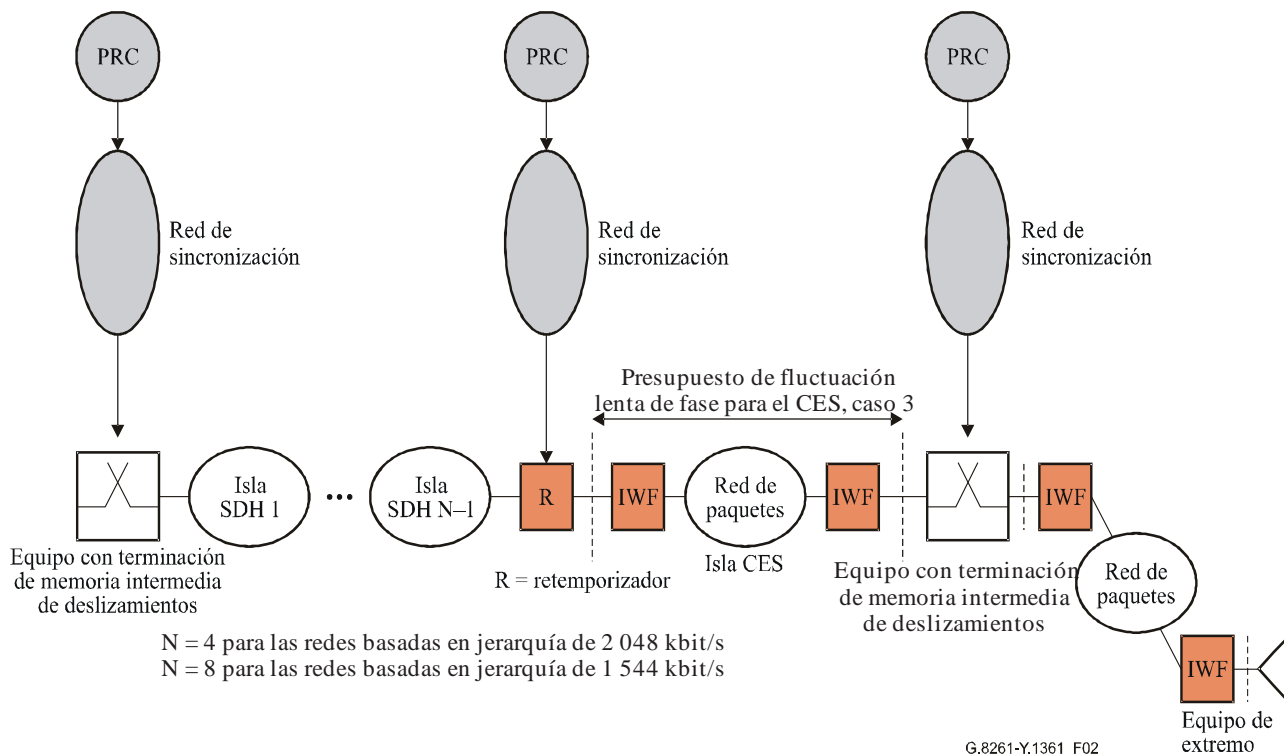 PRC
PRC
PRC
Red de
sincronización
Red de
sincronización
Red de
sincronización
Presupuesto de fluctuación
lenta de fase para el CES, caso 3
Isla
SDH 1
Isla
SDH N–1
R
IWF
Red de
paquetes
IWF
IWF
Equipo con terminación
de memoria intermedia
de deslizamientos
R = retemporizador
Isla CES
Equipo con terminación
de memoria intermedia
de deslizamientos
Red de
paquetes
N = 4 para las redes basadas en jerarquía de 2 048 kbit/s
N = 8 para las redes basadas en jerarquía de 1 544 kbit/s
IWF
Equipo de
extremo
G.8261-Y.1361_F02